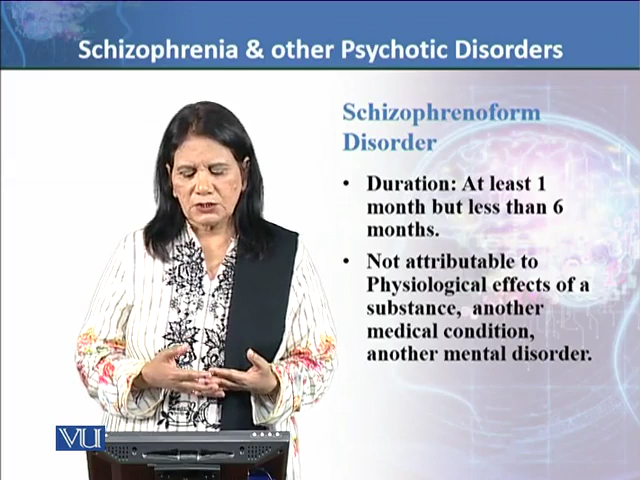 Schizophrenia & other Psychotic Disorders
Schizophrenoform
Disorder
• Duration: At least 1
month but less than 6
months.
• Not attributable to
Physiological effects of a
substance, another
medical condition,
another mental disorder.
VU